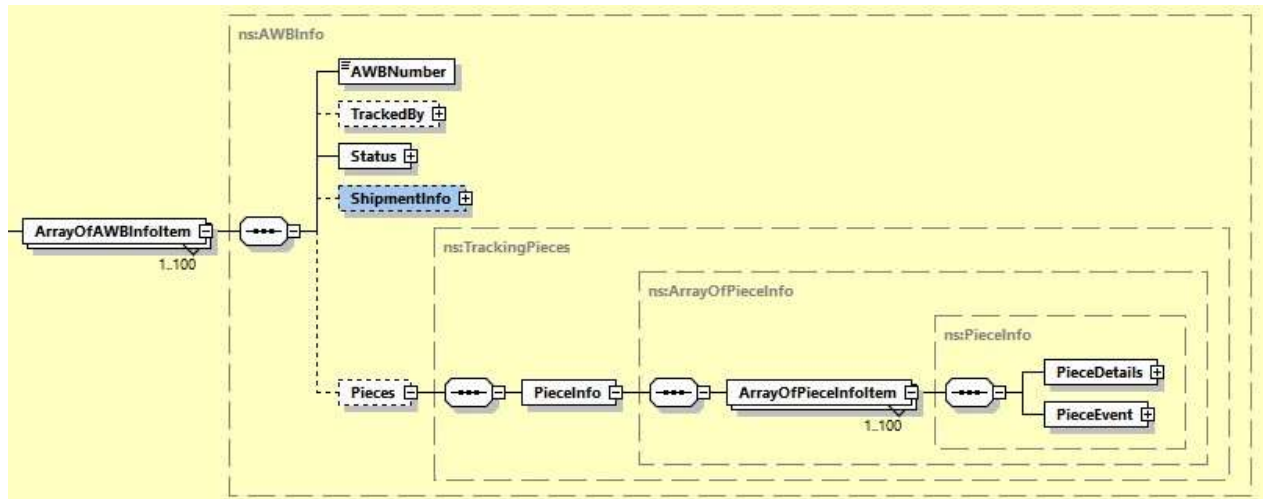 ns:AWBInfo
AWBNumber
TrackedBy
Status
ShipmentInfo
ArrayOfAWBInfoItem
1..100
ns:TrackingPieces
ns:ArrayOfPieceInfo
ns:PieceInfo
Pieces
PieceInfo
ArrayOfPieceInfoItem
1..100
PieceDetails
PieceEvent